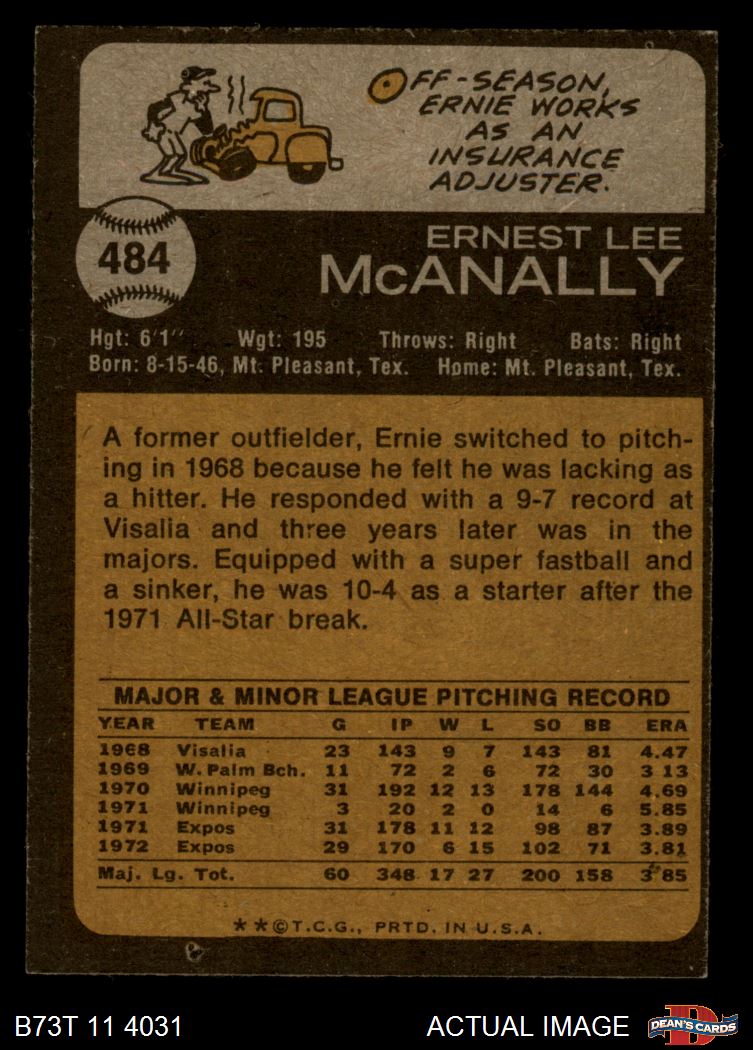 OFF-SEASON,
ERNIE WORKS
AS AN
INSURANCE
ADJUSTER.
484
ERNEST LEE
McANALLY
Hgt: 6'1" Wgt: 195 Throws: Right Bats: Right
Born: 8-15-46, Mt. Pleasant, Tex. Home: Mt. Pleasant, Tex.
A former outfielder, Ernie switched to pitch-
ing in 1968 because he felt he was lacking as
a hitter. He responded with a 9-7 record at
Visalia and three years later was in the
majors. Equipped with a super fastball and
a sinker, he was 10-4 as a starter after the
1971 All-Star break.
MAJOR & MINOR LEAGUE PITCHING RECORD
YEAR TEAM G IP W L SO BB ERA
1968 Visalia 23 143 9 7 143 81 4.47
1969 W. Palm Bch. 11 72 2 6 72 30 3 13
1970 Winnipeg 31 192 12 13 178 144 4.69
1971 Winnipeg 3 20 2 0 14 6 5.85
1971 Expos 31 178 11 12 98 87 3.89
1972 Expos 29 170 6 15 102 71 3.81
Maj. Lg. Tot. 60 348 17 27 200 158 3.85
**©T.C.G., PRTD. IN U.S.A.
B73T 11 4031 ACTUAL IMAGE D DEAN'S CARDS